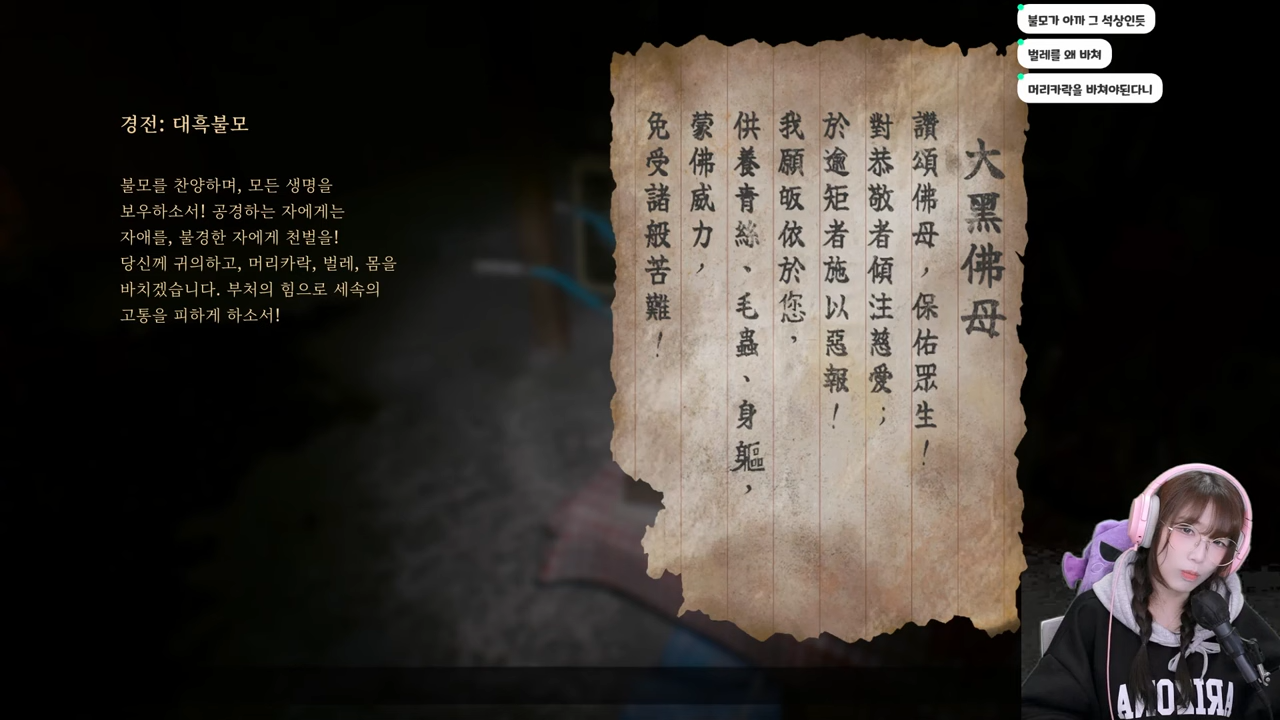 경전: 대흑불모
불모를 찬양하며, 모든 생명을
보우하소서! 공경하는 자에게는
자애를, 불경한 자에게 천벌을!
당신께 귀의하고, 머리카락, 벌레, 몸을
바치겠습니다. 부처의 힘으로 세속의
고통을 피하게 하소서!
大黑佛母
讚頌佛母，保佑眾生！
對恭敬者傾注慈愛；
於逾矩者施以惡報！
我願皈依於您，
供養青絲、毛蟲、身軀，
蒙佛威力，
免受諸般苦難！
불모가 아까 그 석상인듯
벌레를 왜 바쳐
머리카락을 바쳐야된다니
ARIZONA